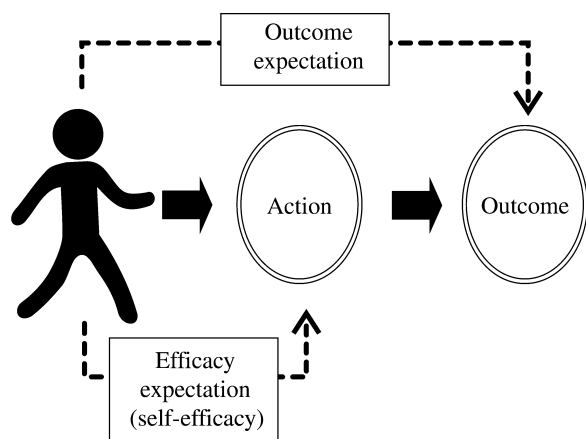 Outcome
expectation
Action
Outcome
Efficacy
expectation
(self-efficacy)